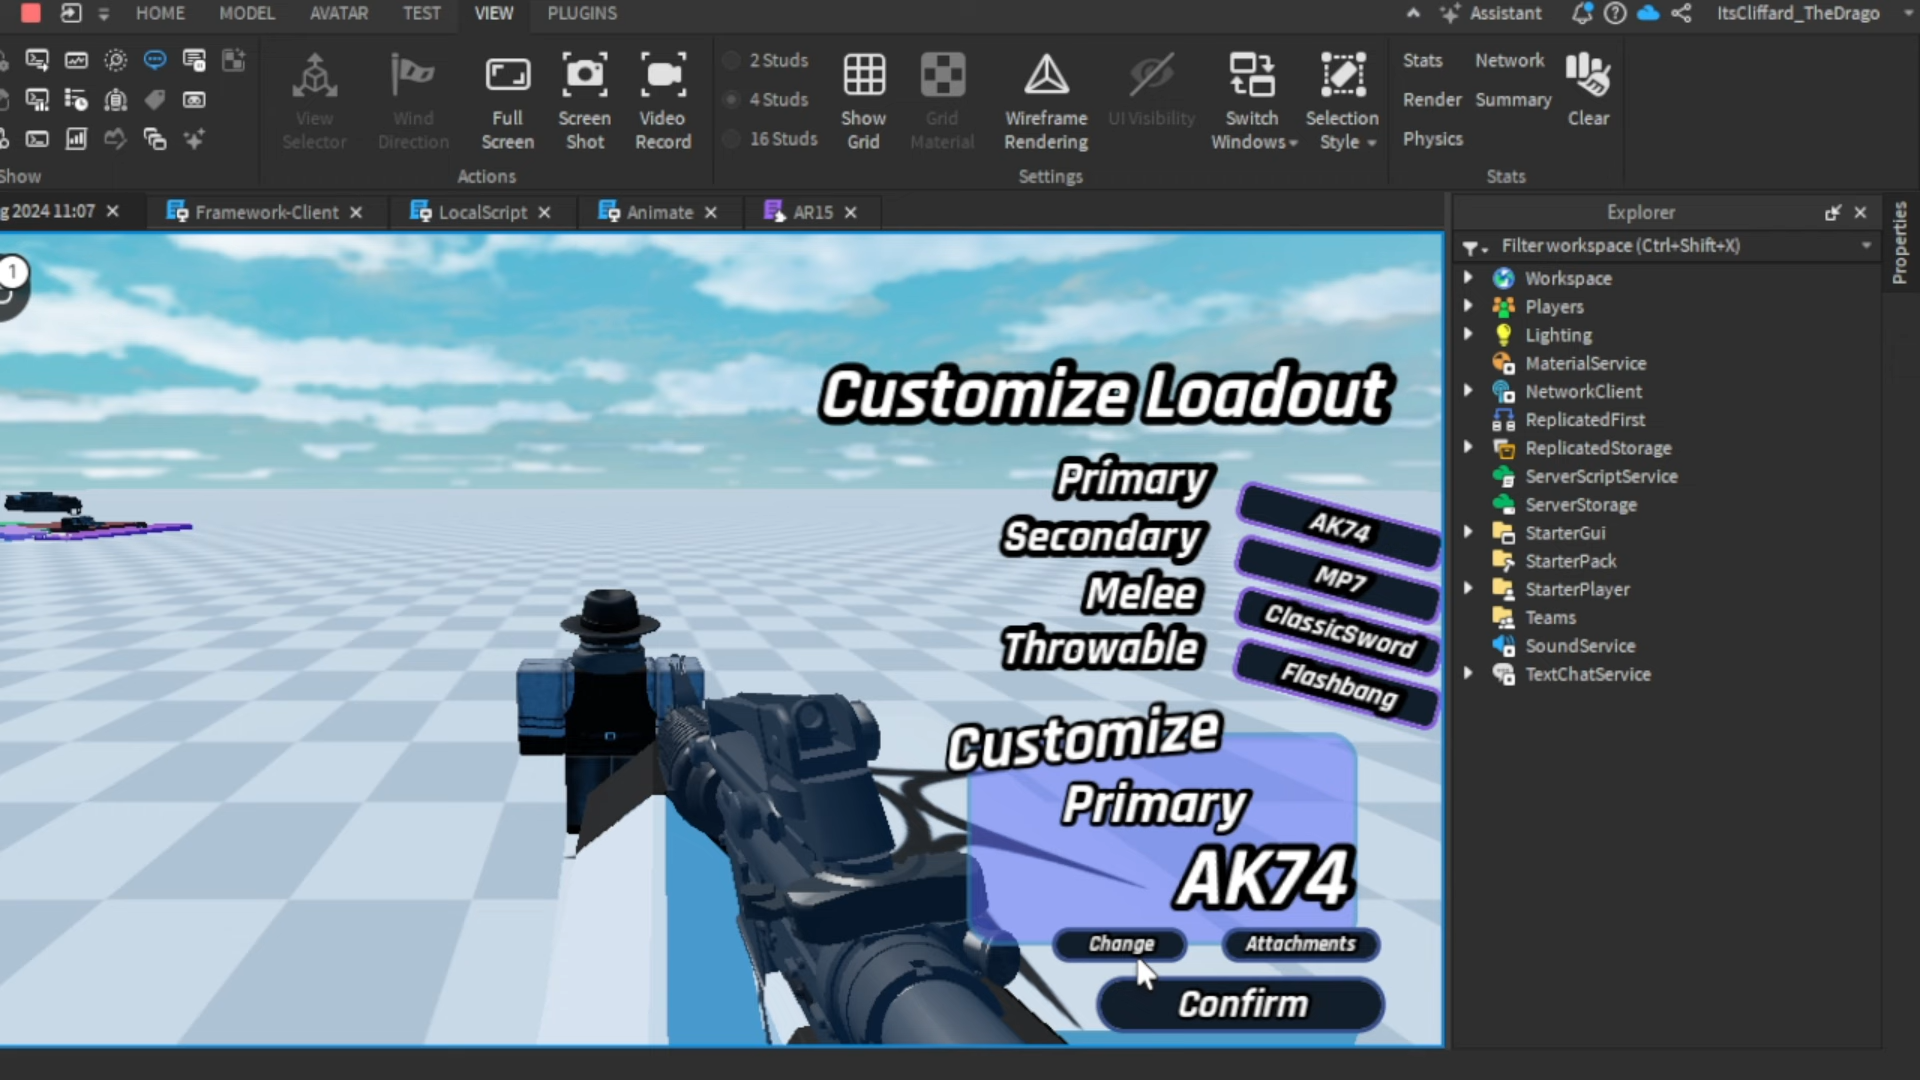 HOME MODEL AVATAR TEST VIEW PLUGINS Assistant ItsCliffard_TheDrago
2 Studs
4 Studs
16 Studs
View Selector
Wind Direction
Full Screen
Screen Shot
Video Record
Show Grid
Grid Material
Wireframe Rendering
UI Visibility
Switch Windows
Selection Style
Stats Network
Render Summary
Physics
Clear
Show Actions Settings Stats
g 2024 11:07 Framework-Client LocalScript Animate AR15
Explorer
Properties
Filter workspace (Ctrl+Shift+X)
Workspace
Players
Lighting
MaterialService
NetworkClient
ReplicatedFirst
ReplicatedStorage
ServerScriptService
ServerStorage
StarterGui
StarterPack
StarterPlayer
Teams
SoundService
TextChatService
1
Customize Loadout
Primary
AK74
Secondary
MP7
Melee
ClassicSword
Throwable
Flashbang
Customize
Primary
AK74
Change Attachments
Confirm